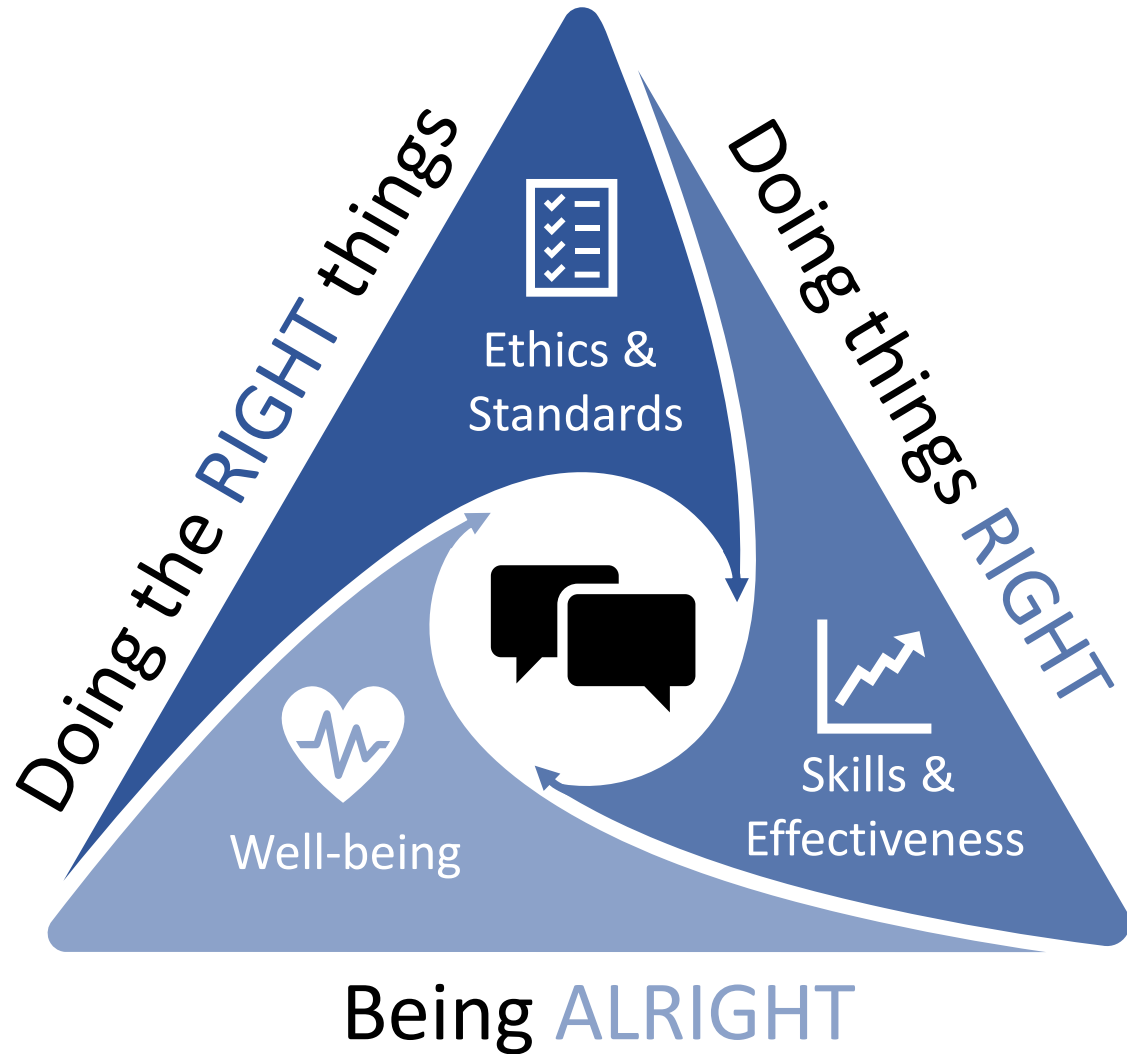 Doing the RIGHT things
Doing things RIGHT
Ethics &
Standards
Skills &
Effectiveness
Well-being
Being ALRIGHT